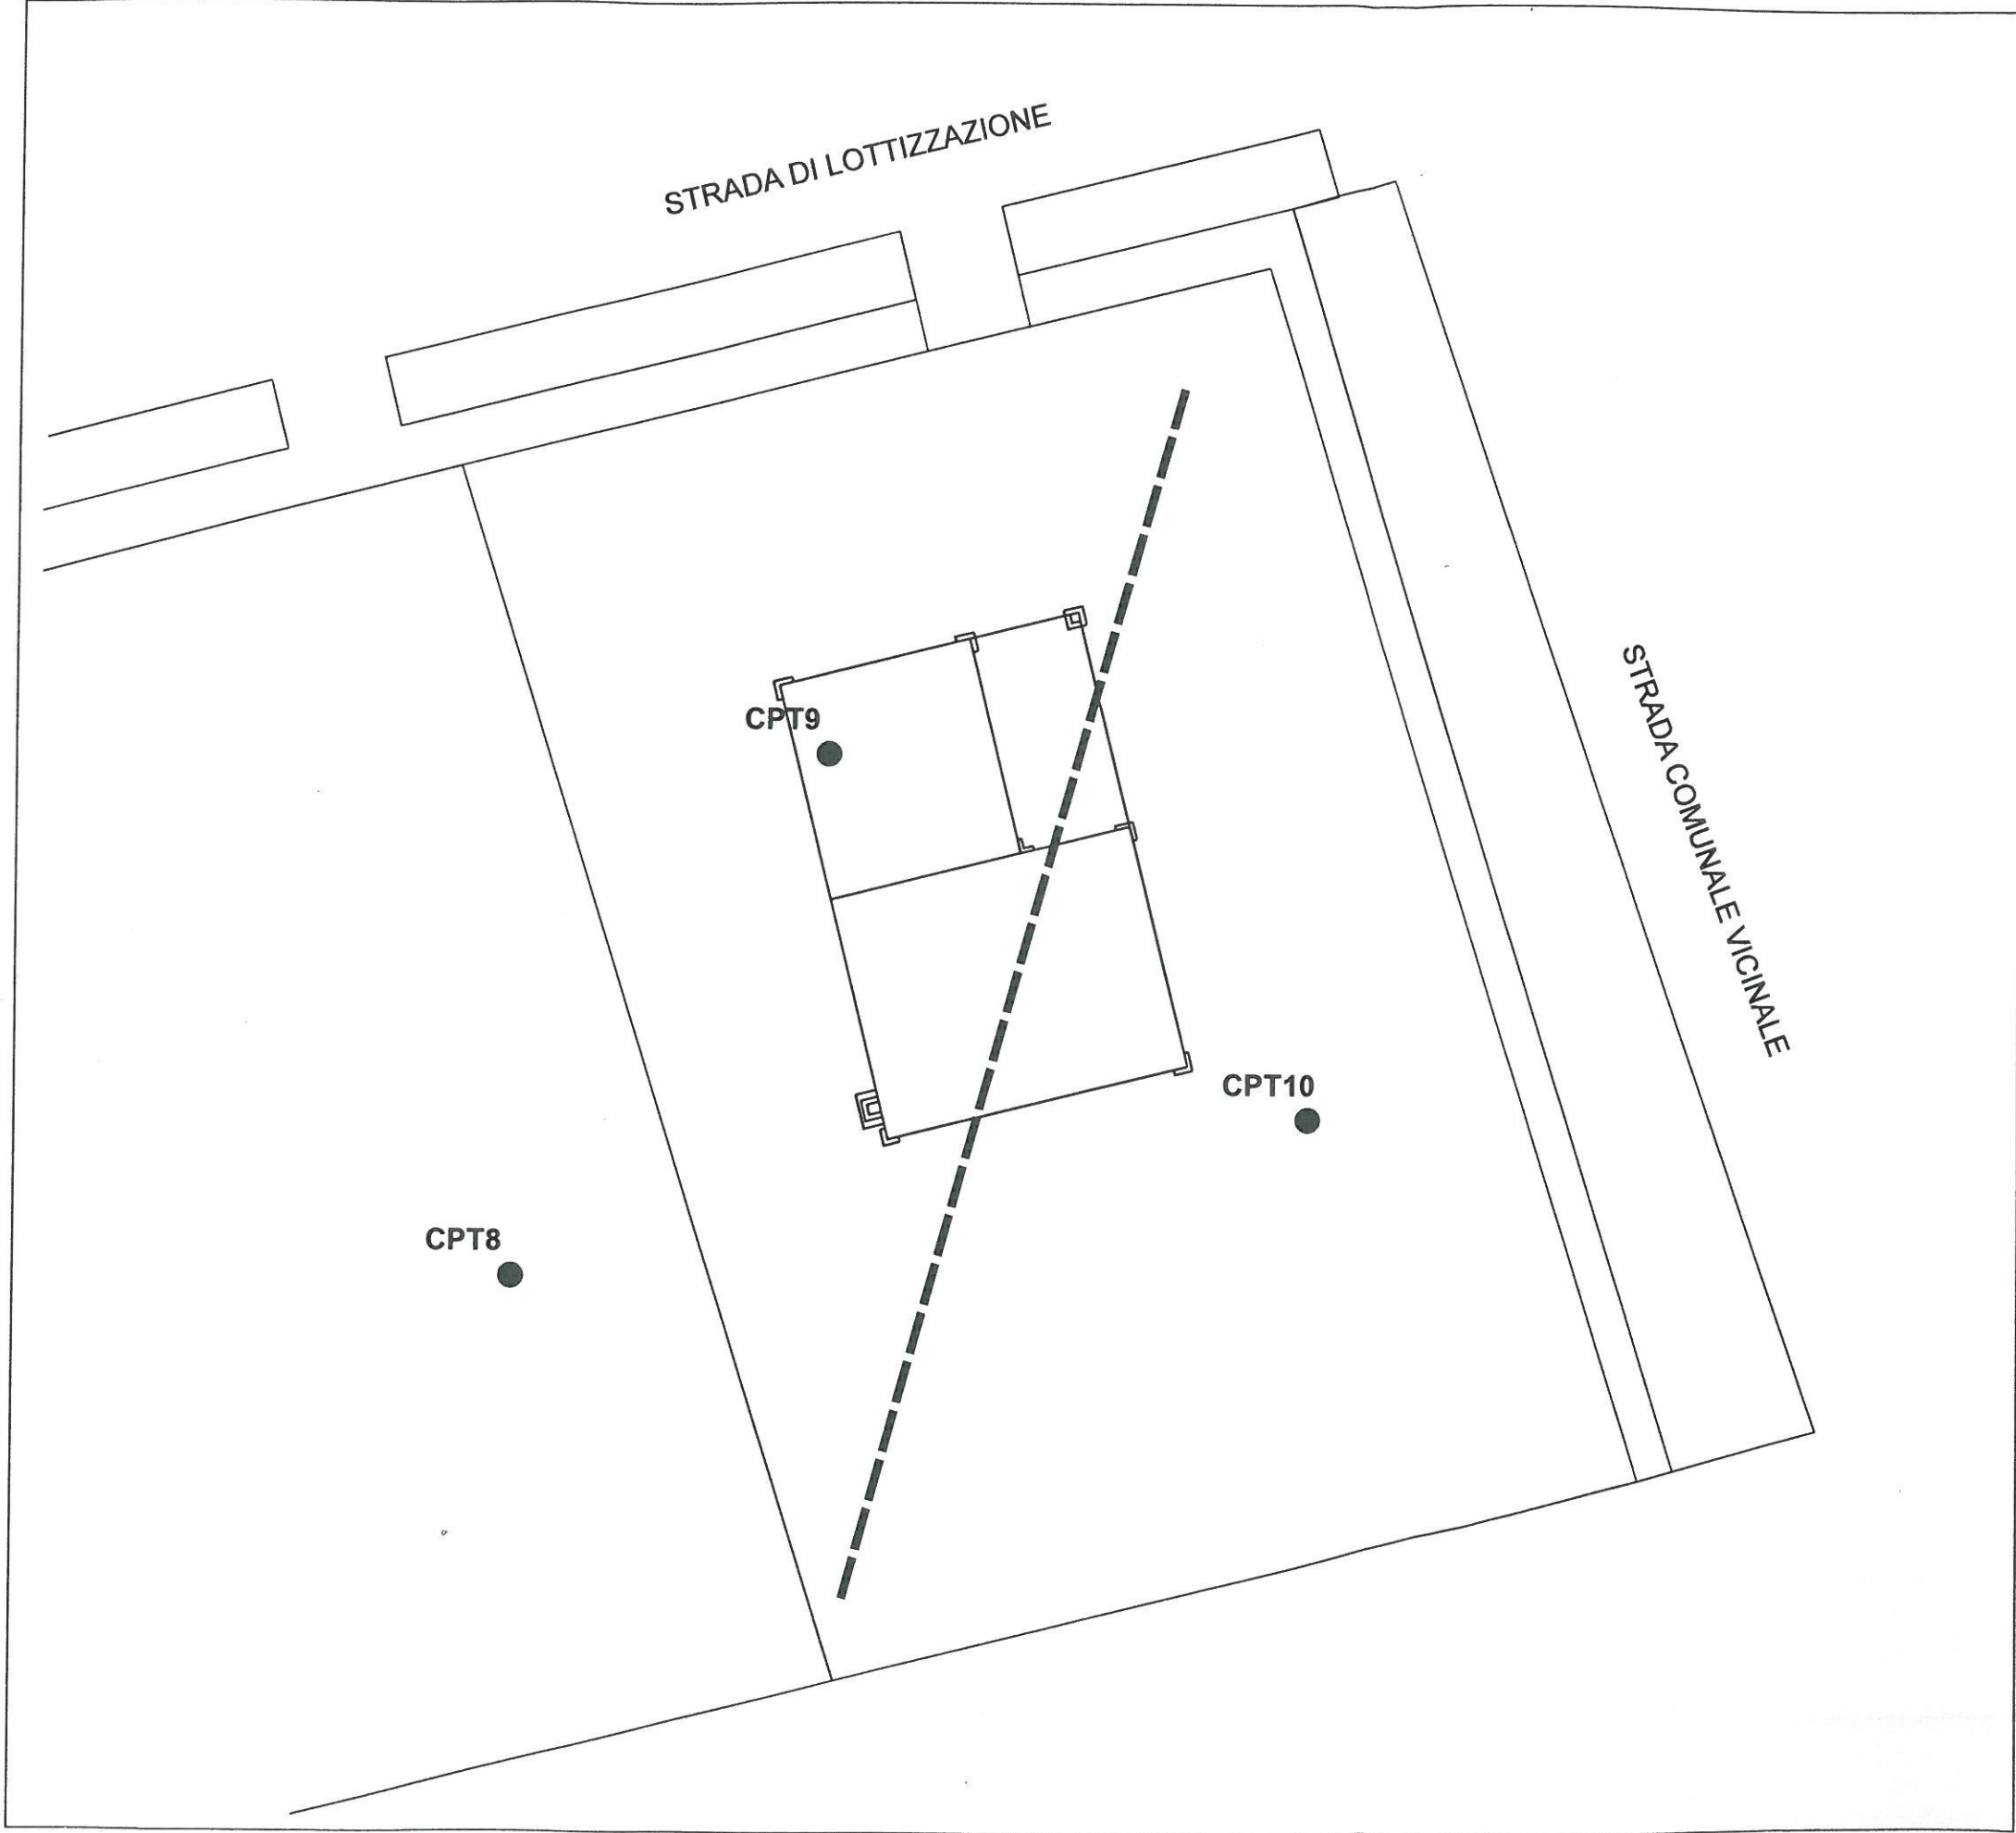 STRADA DI LOTTIZZAZIONE
STRADA COMUNALE VICINALE
CPT9
CPT10
CPT8